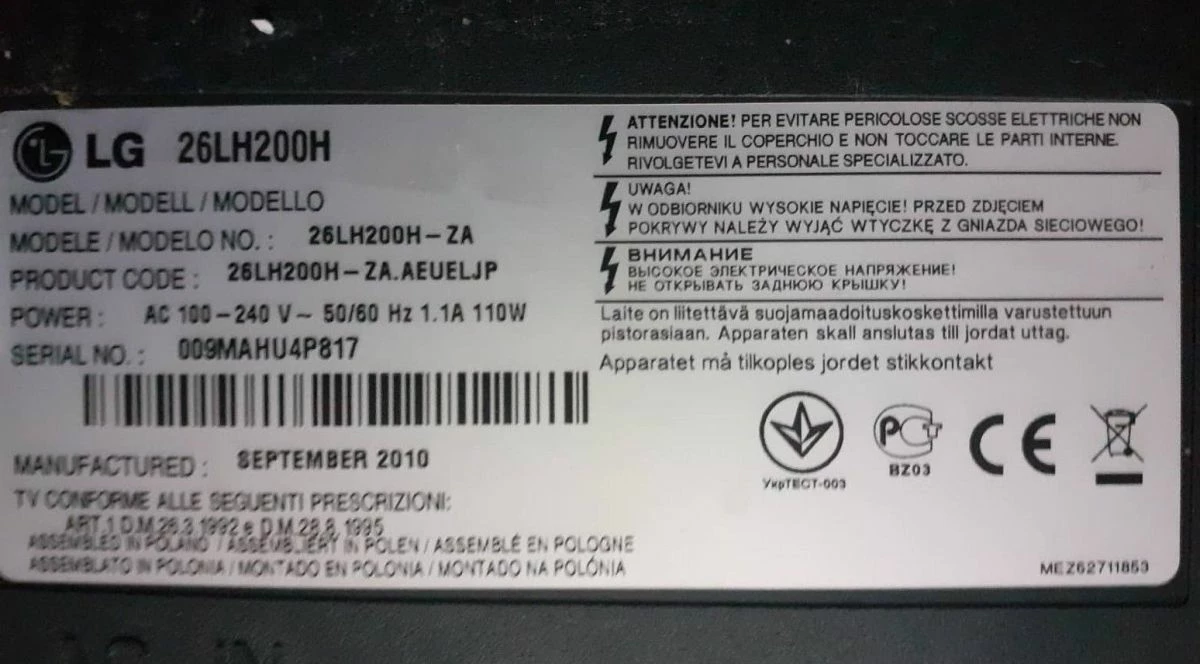 LG 26LH200H
MODEL / MODELL / MODELLO
MODELE / MODELO NO. : 26LH200H-ZA
PRODUCT CODE : 26LH200H-ZA.AEUELJP
POWER : AC 100-240 V~ 50/60 Hz 1.1A 110W
SERIAL NO. : 009MAHU4P817
MANUFACTURED : SEPTEMBER 2010
TV CONFORME ALLE SEGUENTI PRESCRIZIONI:
ART.1 D.M.26.3.1992 e D.M.28.8.1995
ASSEMBLED IN POLAND / ASSEMBLIERT IN POLEN / ASSEMBLÉ EN POLOGNE
ASSEMBLATO IN POLONIA / MONTADO EN POLONIA / MONTADO NA POLÓNIA
ATTENZIONE! PER EVITARE PERICOLOSE SCOSSE ELETTRICHE NON
RIMUOVERE IL COPERCHIO E NON TOCCARE LE PARTI INTERNE.
RIVOLGETEVI A PERSONALE SPECIALIZZATO.
UWAGA!
W ODBIORNIKU WYSOKIE NAPIĘCIE! PRZED ZDJĘCIEM
POKRYWY NALEŻY WYJĄĆ WTYCZKĘ Z GNIAZDA SIECIOWEGO!
ВНИМАНИЕ
ВЫСОКОЕ ЭЛЕКТРИЧЕСКОЕ НАПРЯЖЕНИЕ!
НЕ ОТКРЫВАТЬ ЗАДНЮЮ КРЫШКУ!
Laite on liitettävä suojamaadoituskoskettimilla varustettuun
pistorasiaan. Apparaten skall anslutas till jordat uttag.
Apparatet må tilkoples jordet stikkontakt
УкрТЕСТ-003
РСТ
BZ03
CE
MEZ62711853